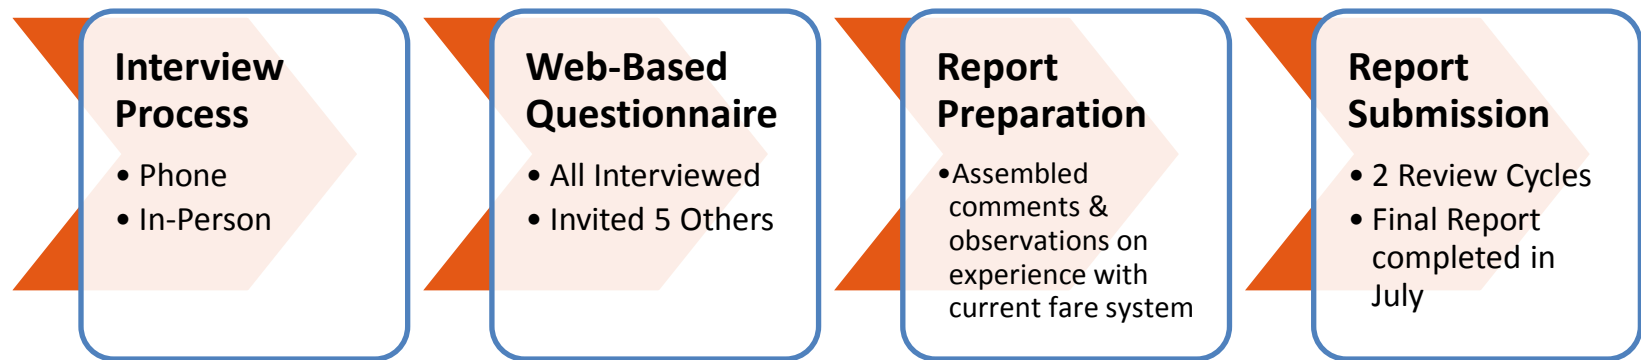 Interview
Process
• Phone
• In-Person
Web-Based
Questionnaire
• All Interviewed
• Invited 5 Others
Report
Preparation
•Assembled
comments &
observations on
experience with
current fare system
Report
Submission
• 2 Review Cycles
• Final Report
completed in
July